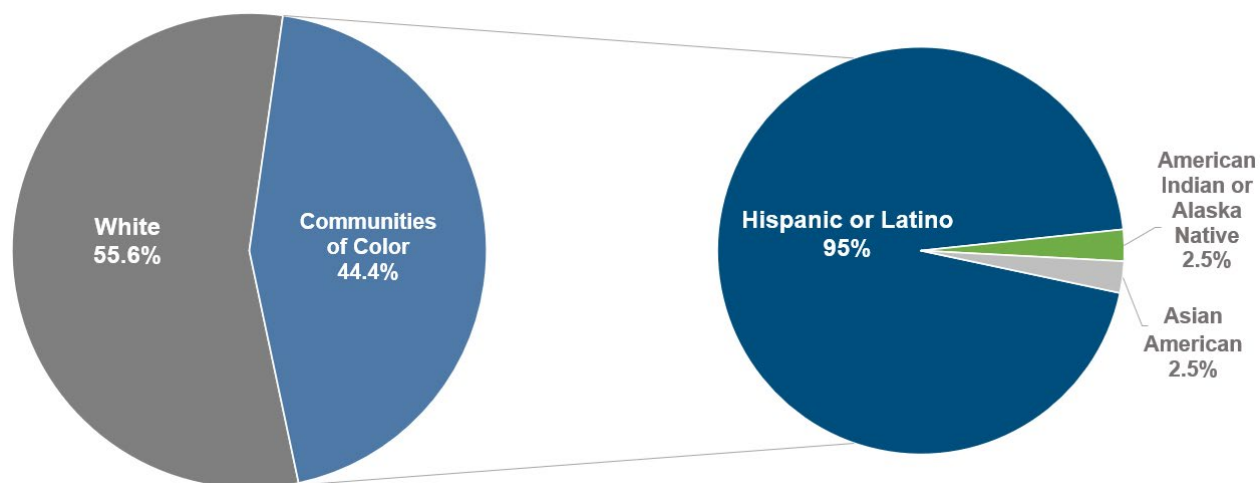 White
55.6%
Communities
of Color
44.4%
Hispanic or Latino
95%
American
Indian or
Alaska
Native
2.5%
Asian
American
2.5%